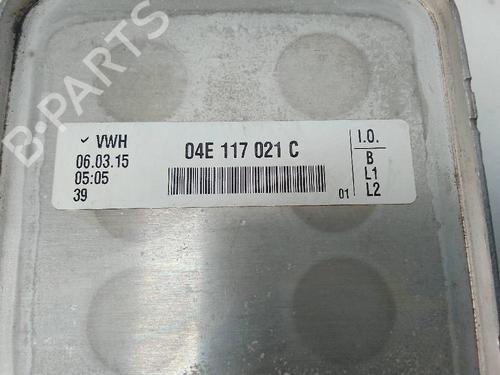 B-PARTS
✓ VWH
04E 117 021 C
I.O.
06.03.15
05:05
39
B
L1
01 L2